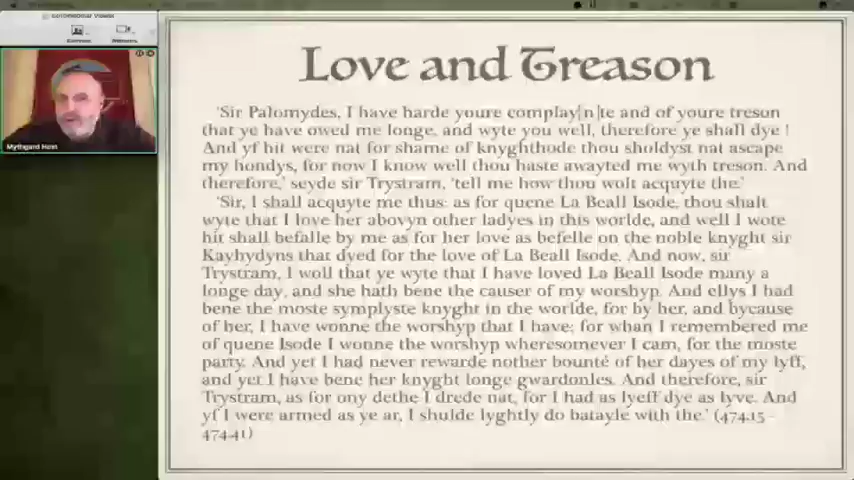 Love and Treason
'Sir Palomydes, I have harde youre complay[n]te and of youre treson
that ye have owed me longe, and wyte you well, therefore ye shall dye!
And yf hit were nat for shame of knyghthode thou sholdyst nat ascape
my hondys, for now I know well thou haste awayted me wyth treson. And
therefore,' seyde sir Trystram, 'tell me how thou wolt acquyte the.'
'Sir, I shall acquyte me thus: as for quene La Beall Isode, thou shalt
wyte that I love her abovyn other ladyes in this worlde, and well I wote
hit shall befalle by me as for her love as befelle on the noble knyght sir
Kayhydyns that dyed for the love of La Beall Isode. And now, sir
Trystram, I woll that ye wyte that I have loved La Beall Isode many a
longe day, and she hath bene the causer of my worshyp. And ellys I had
bene the moste symplyste knyght in the worlde, for by her, and bycause
of her, I have wonne the worshyp that I have; for whan I remembred me
of quene Isode I wonne the worshyp wheresomever I cam, for the moste
party. And yet I had never rewarde nother bounté of her dayes of my lyff,
and yet I have bene her knyght longe gwardonles. And therefore, sir
Trystram, as for ony dethe I drede nat, for I had as lyeff dye as lyve. And
yf I were armed as ye ar, I shulde lyghtly do batayle with the.' (474.15–
474.41)
Mythgard Host